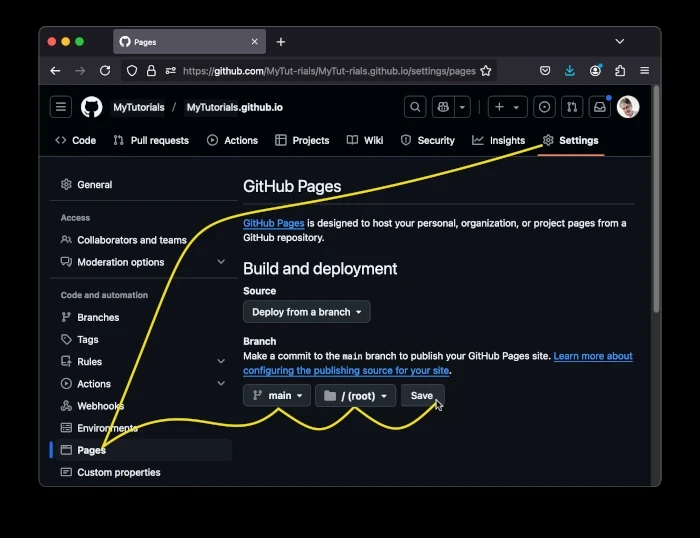 Pages
https://github.com/MyTut-rials/MyTut-rials.github.io/settings/pages
MyTutorials / MyTutorials.github.io
Code Pull requests Actions Projects Wiki Security Insights Settings
General
Access
Collaborators and teams
Moderation options
Code and automation
Branches
Tags
Rules
Actions
Webhooks
Environments
Pages
Custom properties
GitHub Pages
GitHub Pages is designed to host your personal, organization, or project pages from a
GitHub repository.
Build and deployment
Source
Deploy from a branch
Branch
Make a commit to the main branch to publish your GitHub Pages site. Learn more about
configuring the publishing source for your site.
main / (root) Save